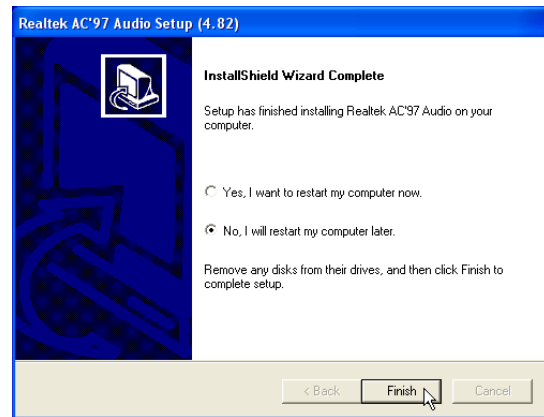 Realtek AC'97 Audio Setup (4.82)
InstallShield Wizard Complete
Setup has finished installing Realtek AC'97 Audio on your
computer.
Yes, I want to restart my computer now.
No, I will restart my computer later.
Remove any disks from their drives, and then click Finish to
complete setup.
< Back Finish Cancel